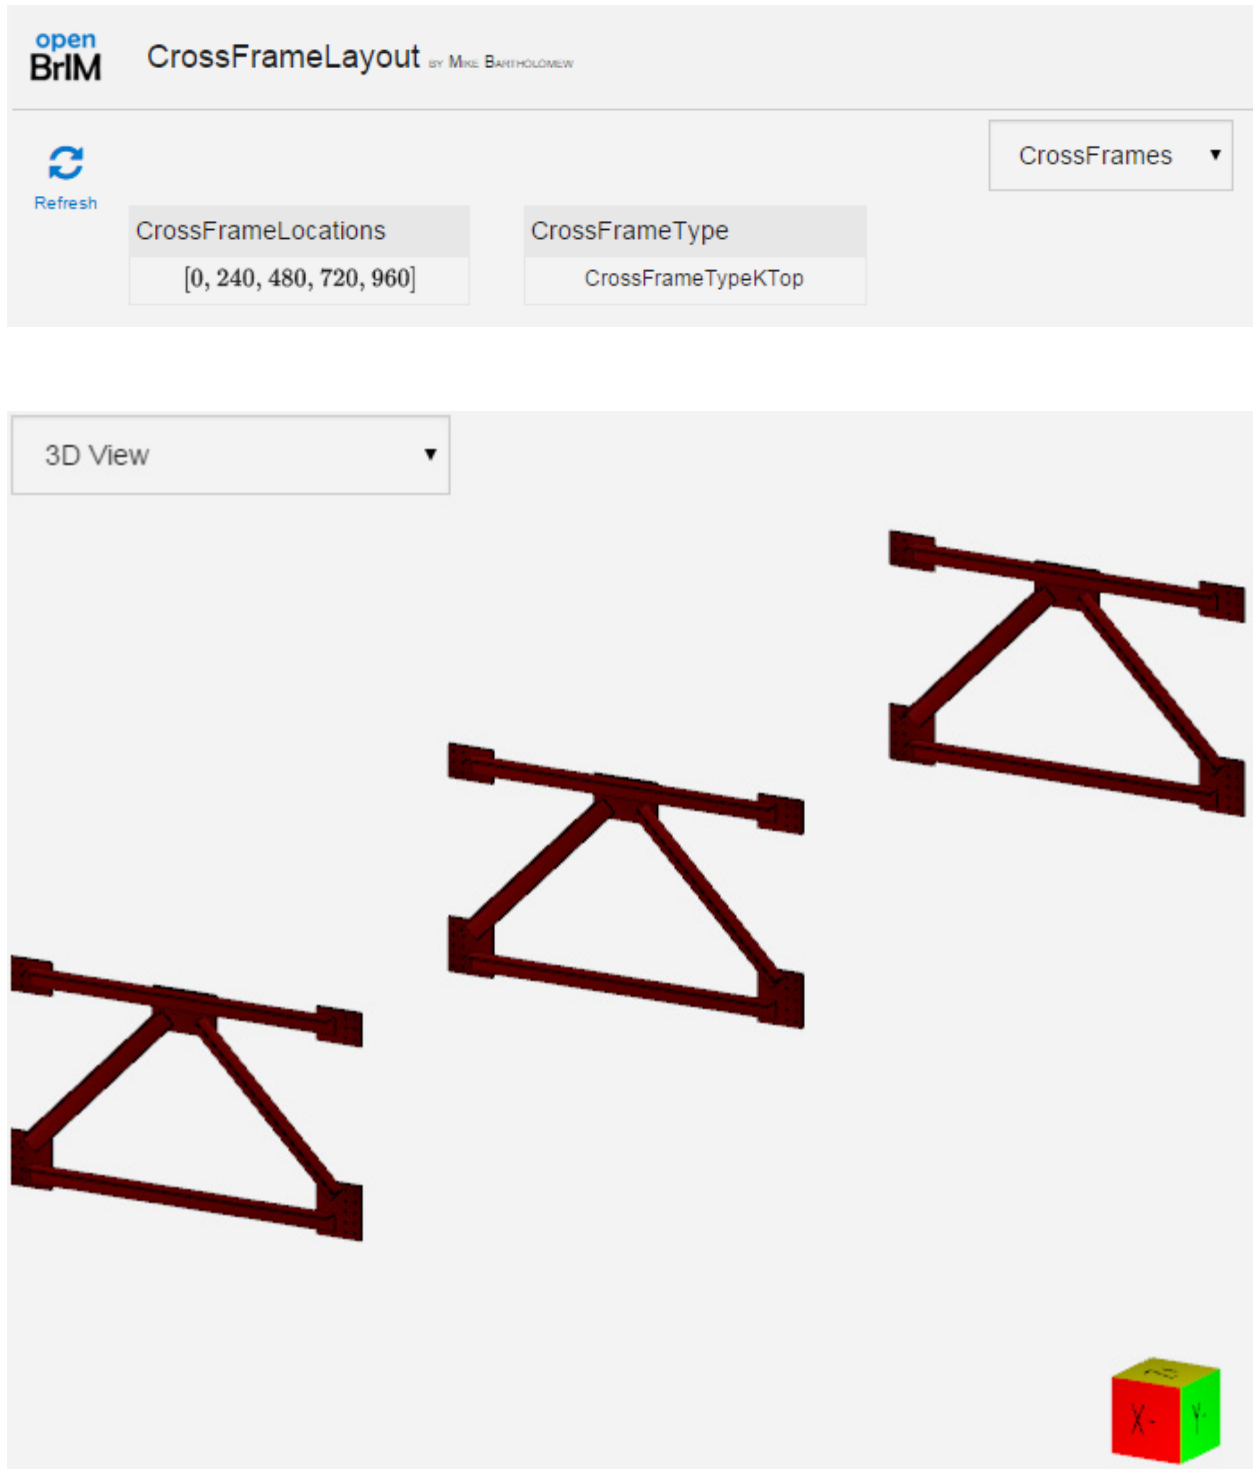 open
BrIM
CrossFrameLayout BY MIKE BARTHOLOMEW
CrossFrames
Refresh
CrossFrameLocations
CrossFrameType
[0, 240, 480, 720, 960]
CrossFrameTypeKTop
3D View
X-
Y-